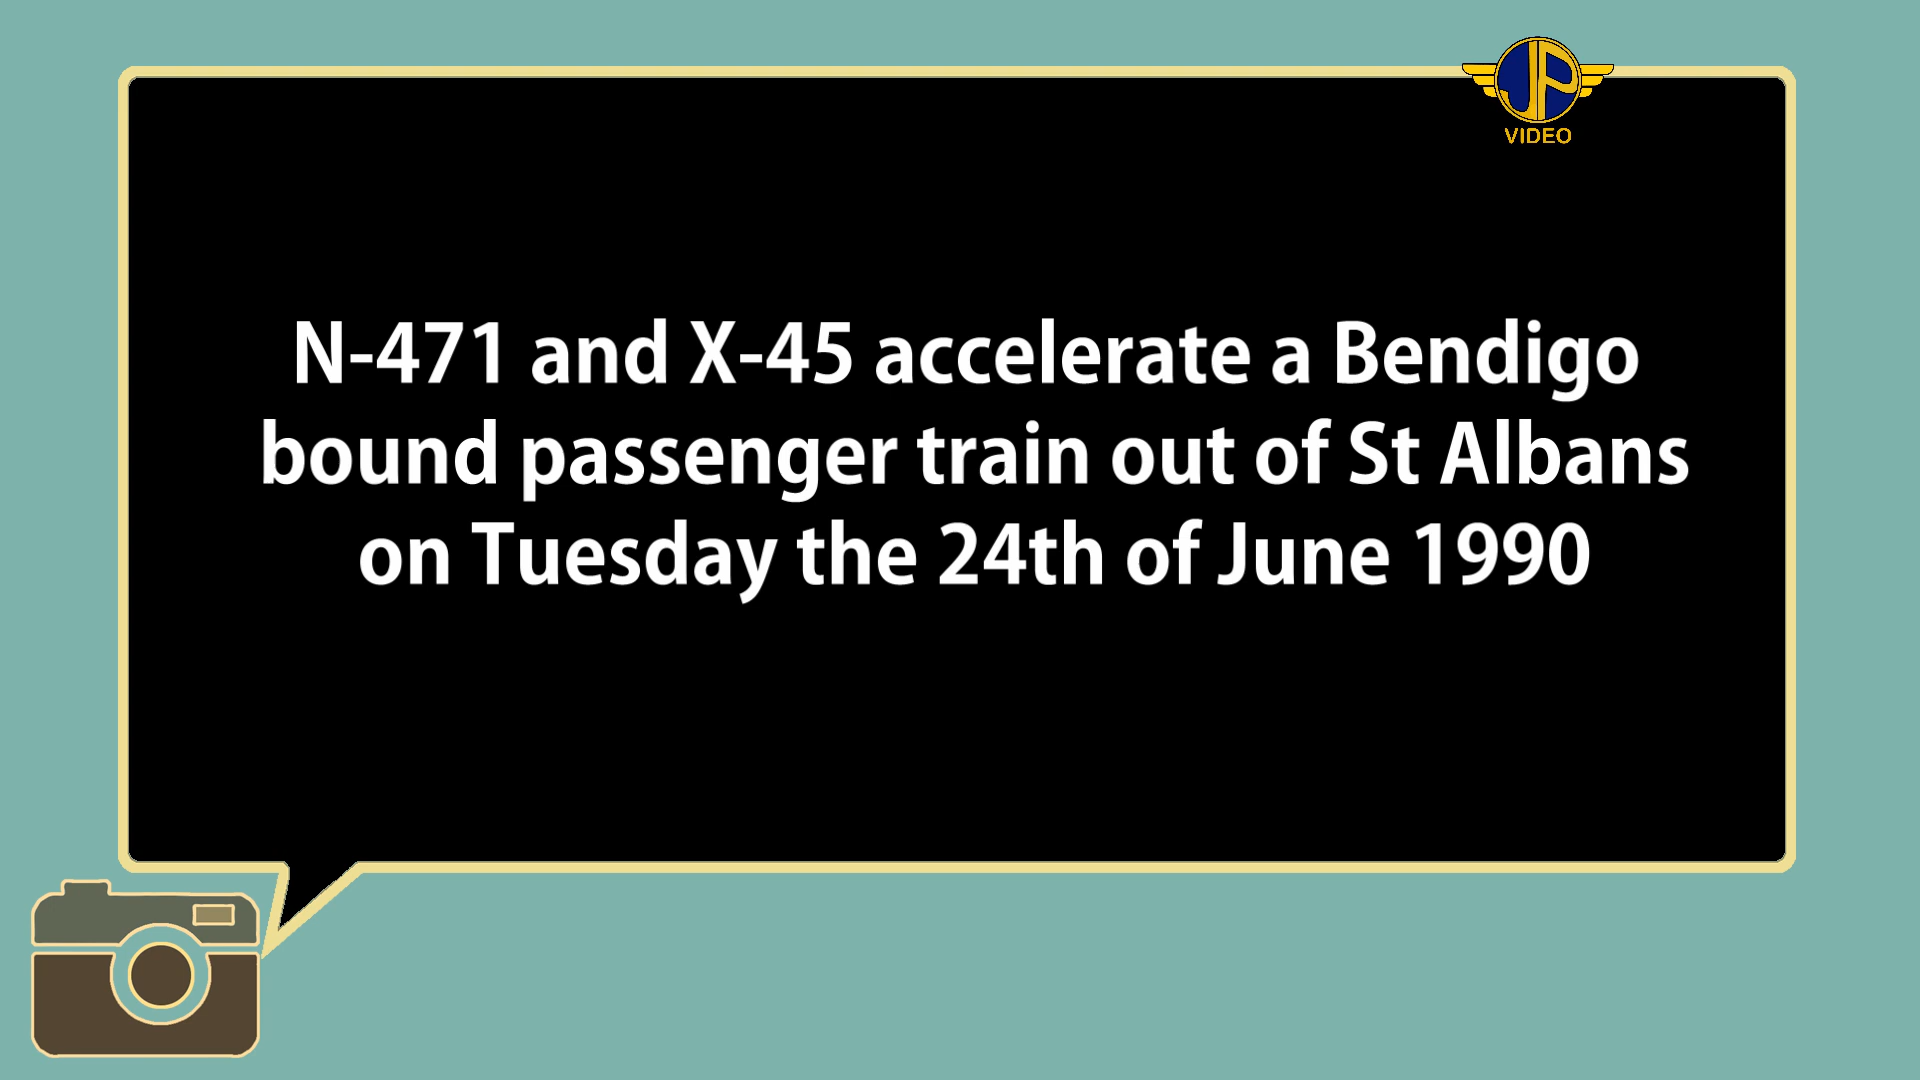 JP
VIDEO
N-471 and X-45 accelerate a Bendigo
bound passenger train out of St Albans
on Tuesday the 24th of June 1990